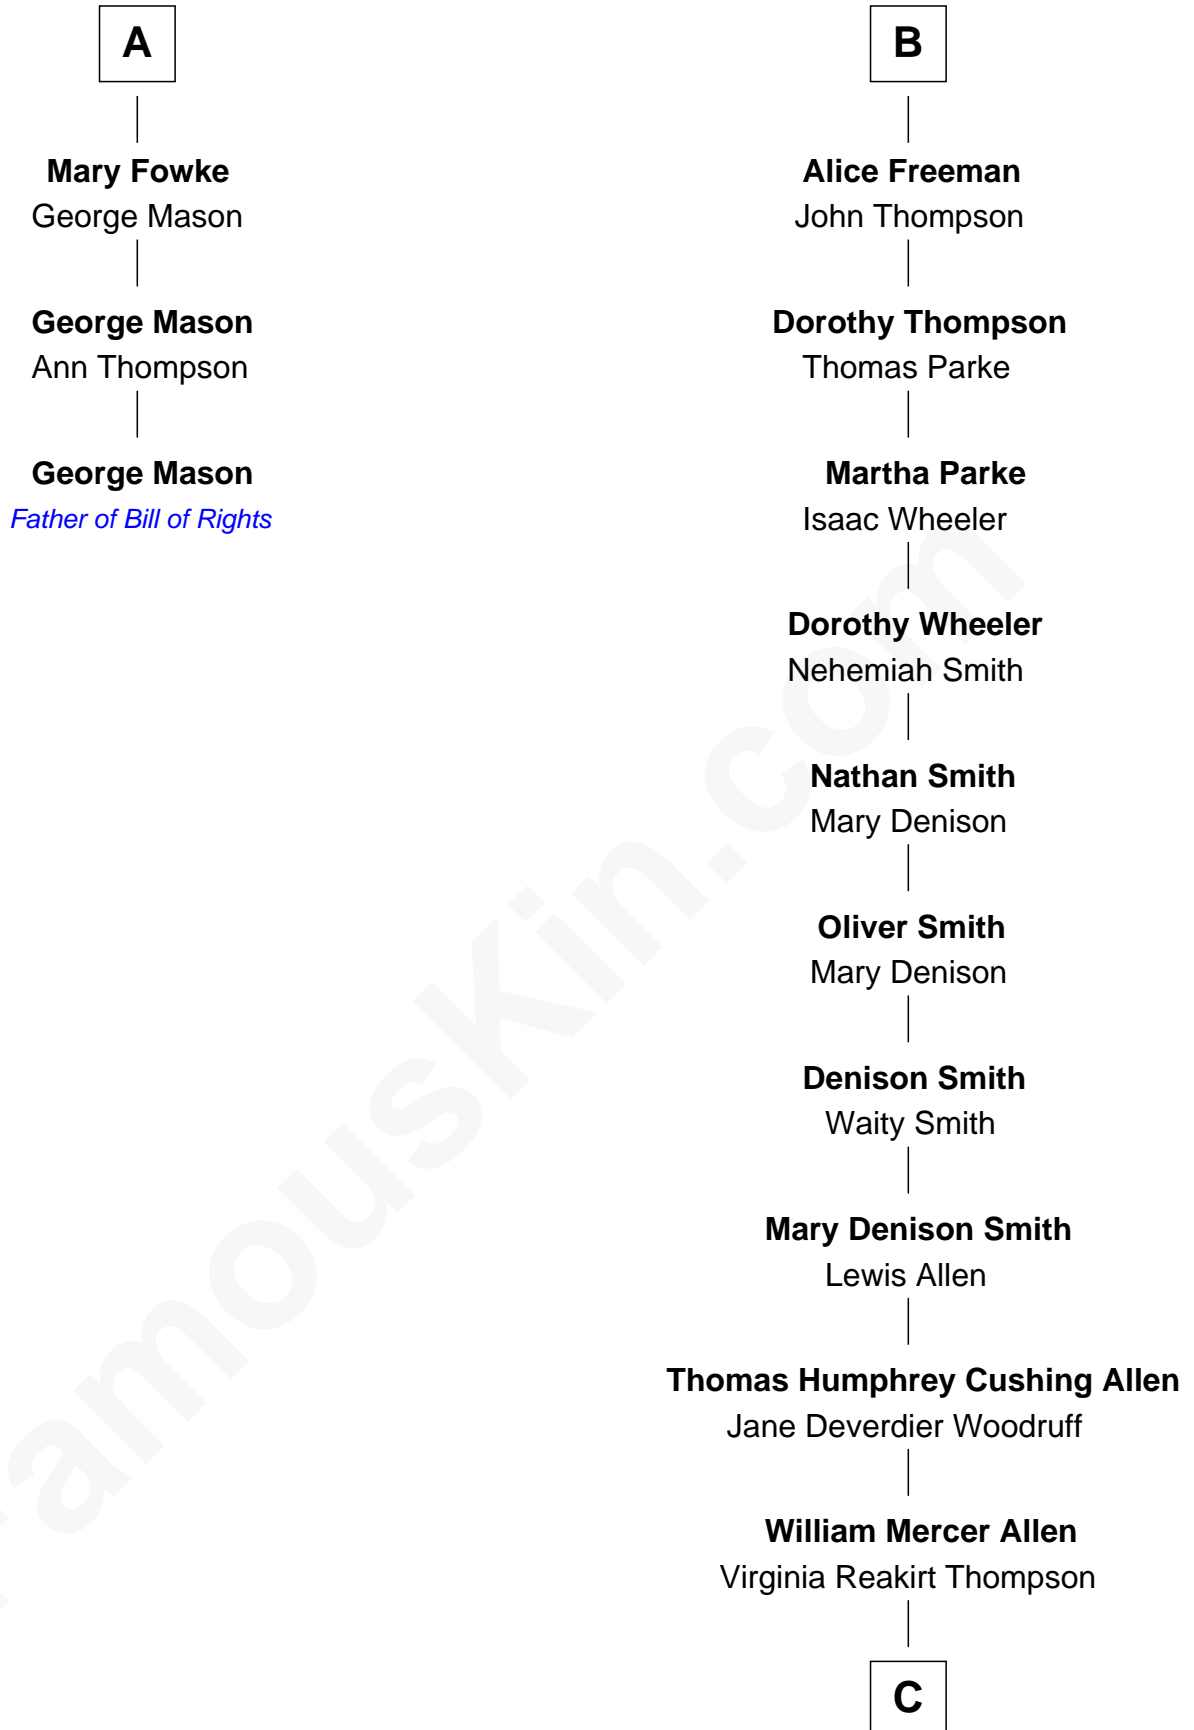 A
Mary Fowke
George Mason
George Mason
Ann Thompson
George Mason
Father of Bill of Rights
B
Alice Freeman
John Thompson
Dorothy Thompson
Thomas Parke
Martha Parke
Isaac Wheeler
Dorothy Wheeler
Nehemiah Smith
Nathan Smith
Mary Denison
Oliver Smith
Mary Denison
Denison Smith
Waity Smith
Mary Denison Smith
Lewis Allen
Thomas Humphrey Cushing Allen
Jane Deverdier Woodruff
William Mercer Allen
Virginia Reakirt Thompson
C
FamousKin.com